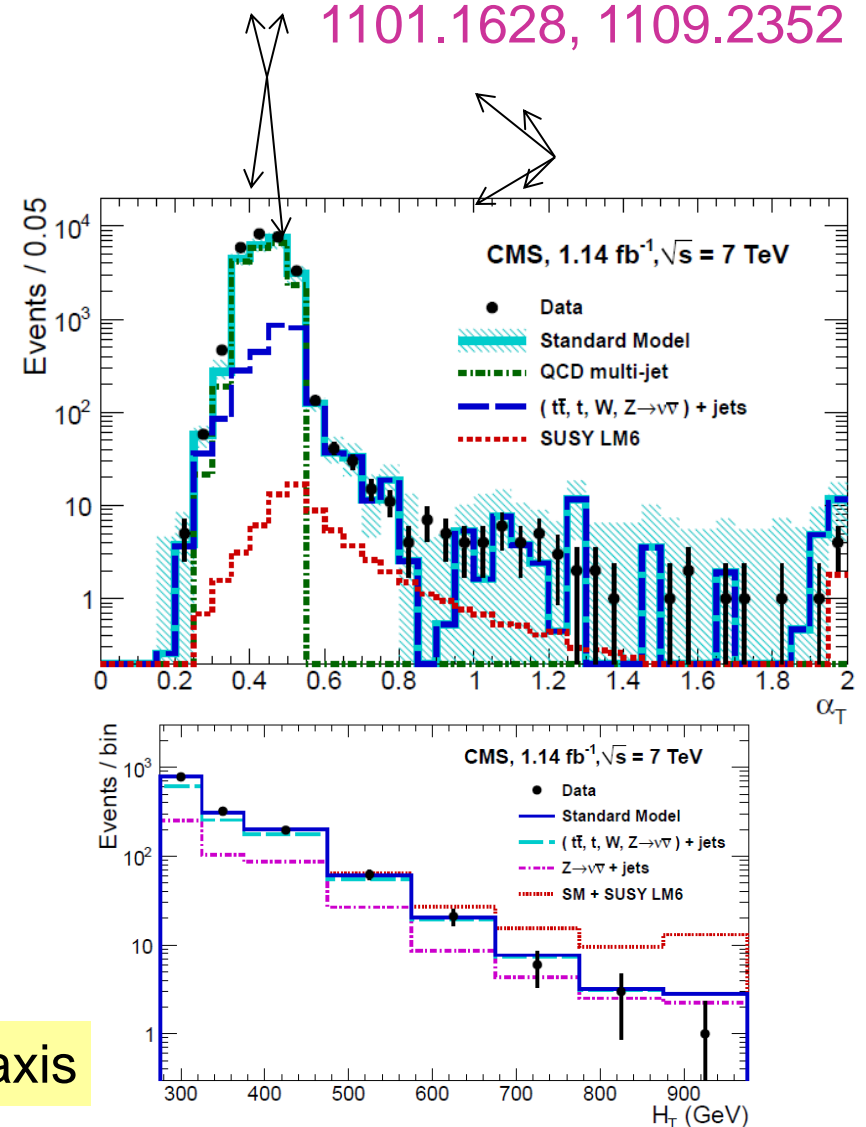 1101.1628, 1109.2352
Events / 0.05
10⁴
10³
10²
10
1
CMS, 1.14 fb⁻¹,√s = 7 TeV
Data
Standard Model
QCD multi-jet
( tt̄, t, W, Z→νν̄ ) + jets
SUSY LM6
0 0.2 0.4 0.6 0.8 1 1.2 1.4 1.6 1.8 2
α_T
Events / bin
10³
10²
10
1
CMS, 1.14 fb⁻¹,√s = 7 TeV
Data
Standard Model
( tt̄, t, W, Z→νν̄ ) + jets
Z→νν̄ + jets
SM + SUSY LM6
300 400 500 600 700 800 900
H_T (GeV)
axis